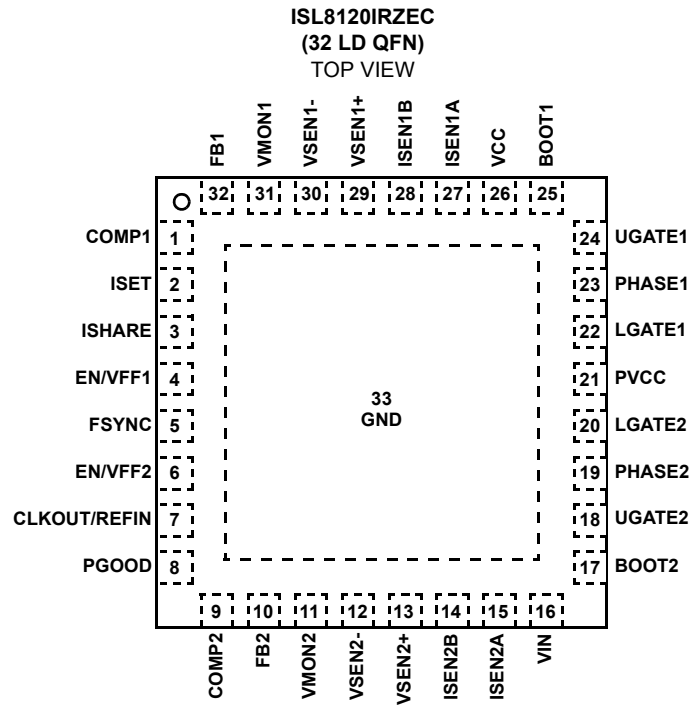 ISL8120IRZEC
(32 LD QFN)
TOP VIEW
FB1
VMON1
VSEN1-
VSEN1+
ISEN1B
ISEN1A
VCC
BOOT1
32 31 30 29 28 27 26 25
COMP1 1 24 UGATE1
ISET 2 23 PHASE1
ISHARE 3 22 LGATE1
EN/VFF1 4 21 PVCC
33
GND
FSYNC 5 20 LGATE2
EN/VFF2 6 19 PHASE2
CLKOUT/REFIN 7 18 UGATE2
PGOOD 8 17 BOOT2
9 10 11 12 13 14 15 16
COMP2
FB2
VMON2
VSEN2-
VSEN2+
ISEN2B
ISEN2A
VIN